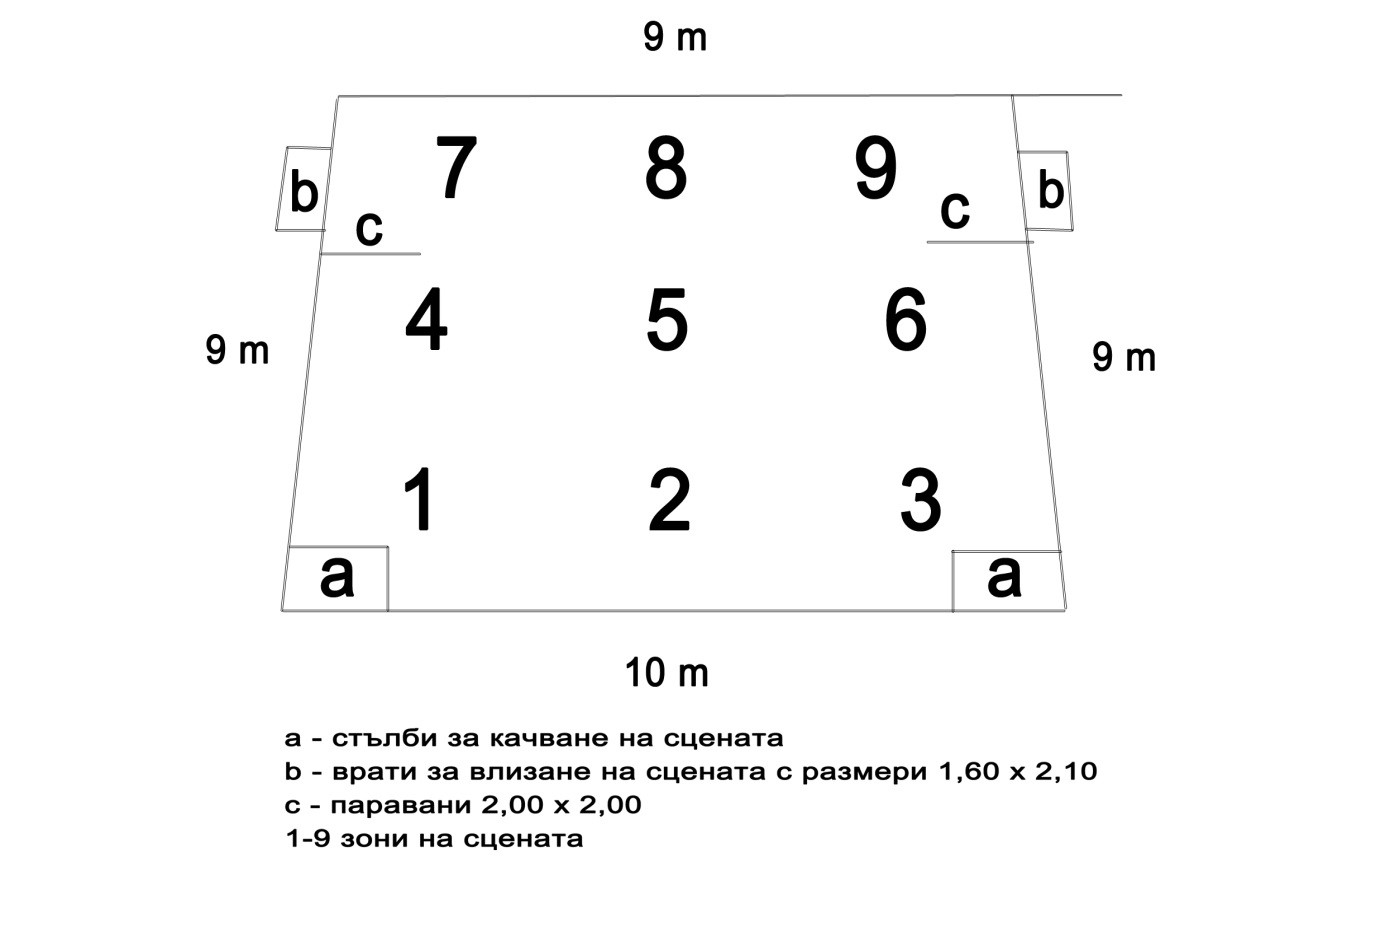 9 m
7 8 9
b c c b
4 5 6
9 m 9 m
1 2 3
a a
10 m
a - стълби за качване на сцената
b - врати за влизане на сцената с размери 1,60 x 2,10
c - паравани 2,00 x 2,00
1-9 зони на сцената